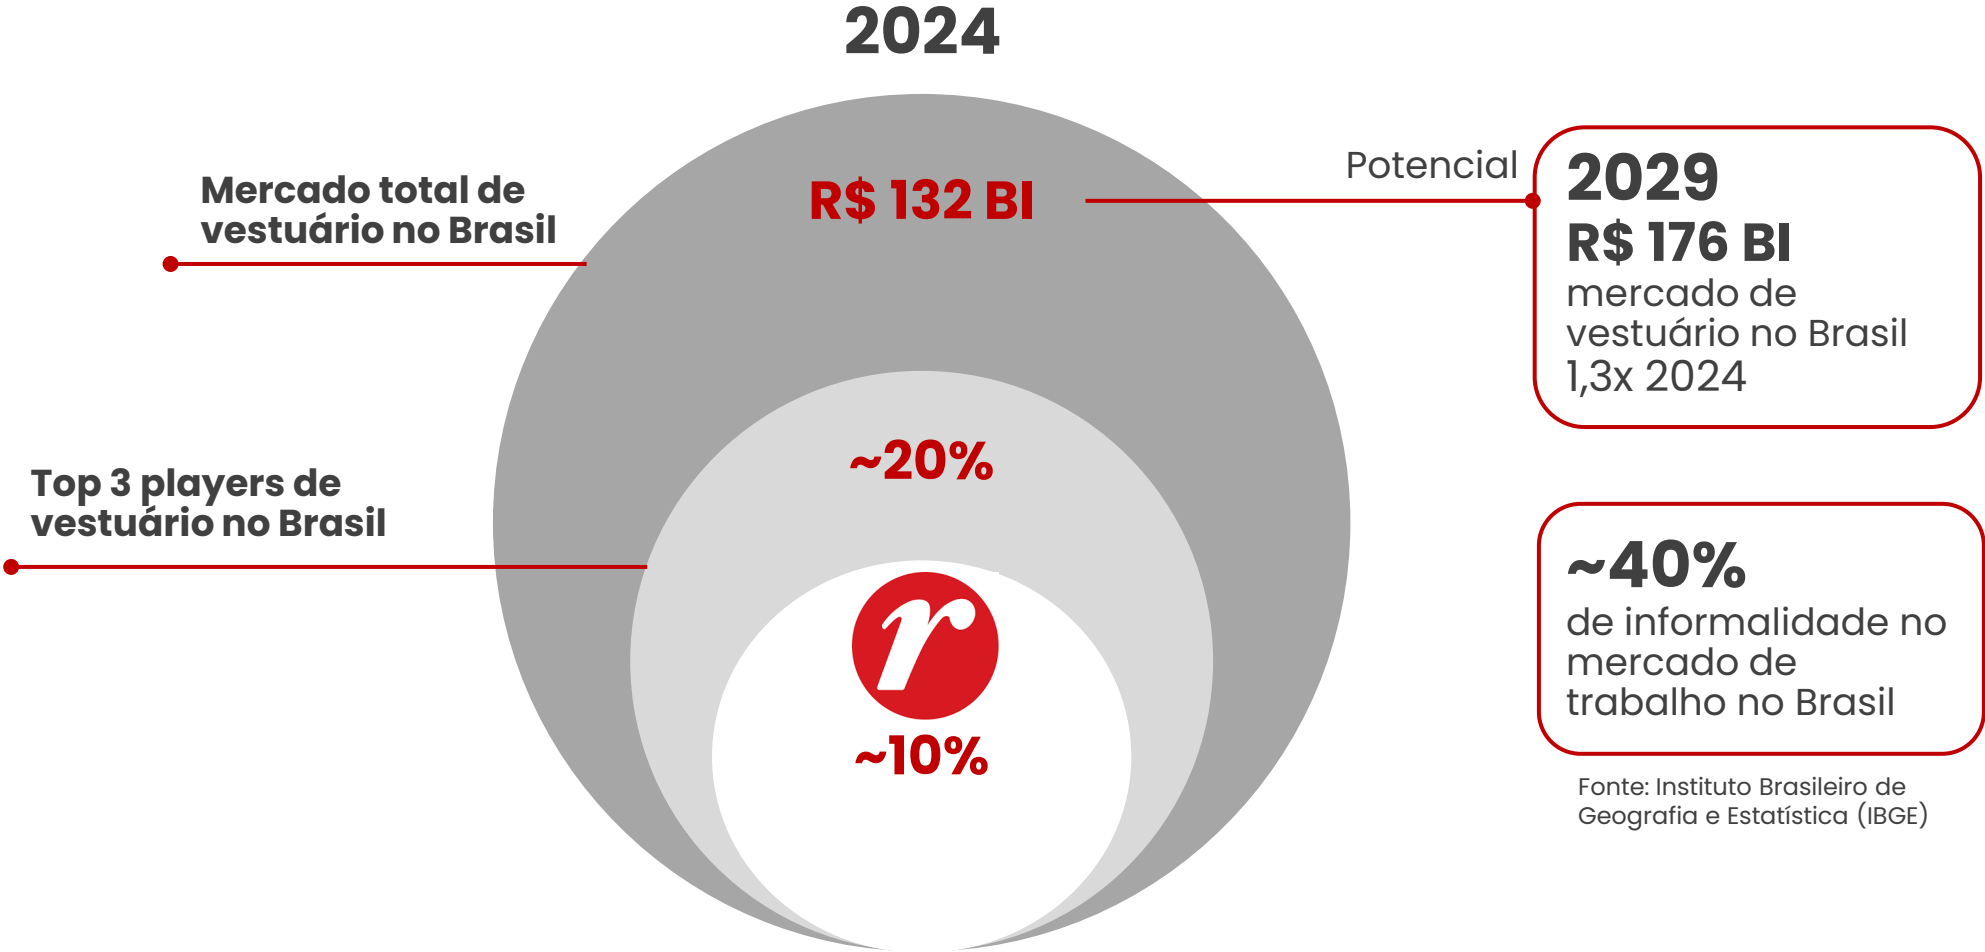 2024
Mercado total de
vestuário no Brasil
R$ 132 BI
Potencial
2029
R$ 176 BI
mercado de
vestuário no Brasil
1,3x 2024
Top 3 players de
vestuário no Brasil
~20%
r
~10%
~40%
de informalidade no
mercado de
trabalho no Brasil
Fonte: Instituto Brasileiro de
Geografia e Estatística (IBGE)